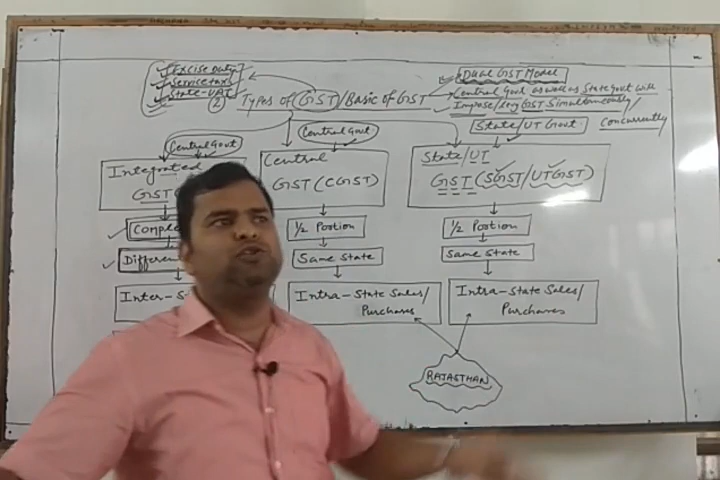 Excise Duty
Service tax
State-VAT
② Types of GST/Basic of GST
Dual GST Model
Central Govt as well as State Govt will
Impose/levy GST Simultaneously/
Concurrently
Central Govt
Central Govt
State/UT Govt.
Integrated
GST
Central
GST (CGST)
State/UT
GST (SGST/UTGST)
½ Portion
½ Portion
Same State
Same State
Intra-State Sales/
Purchases
Intra-State Sales/
Purchases
RAJASTHAN